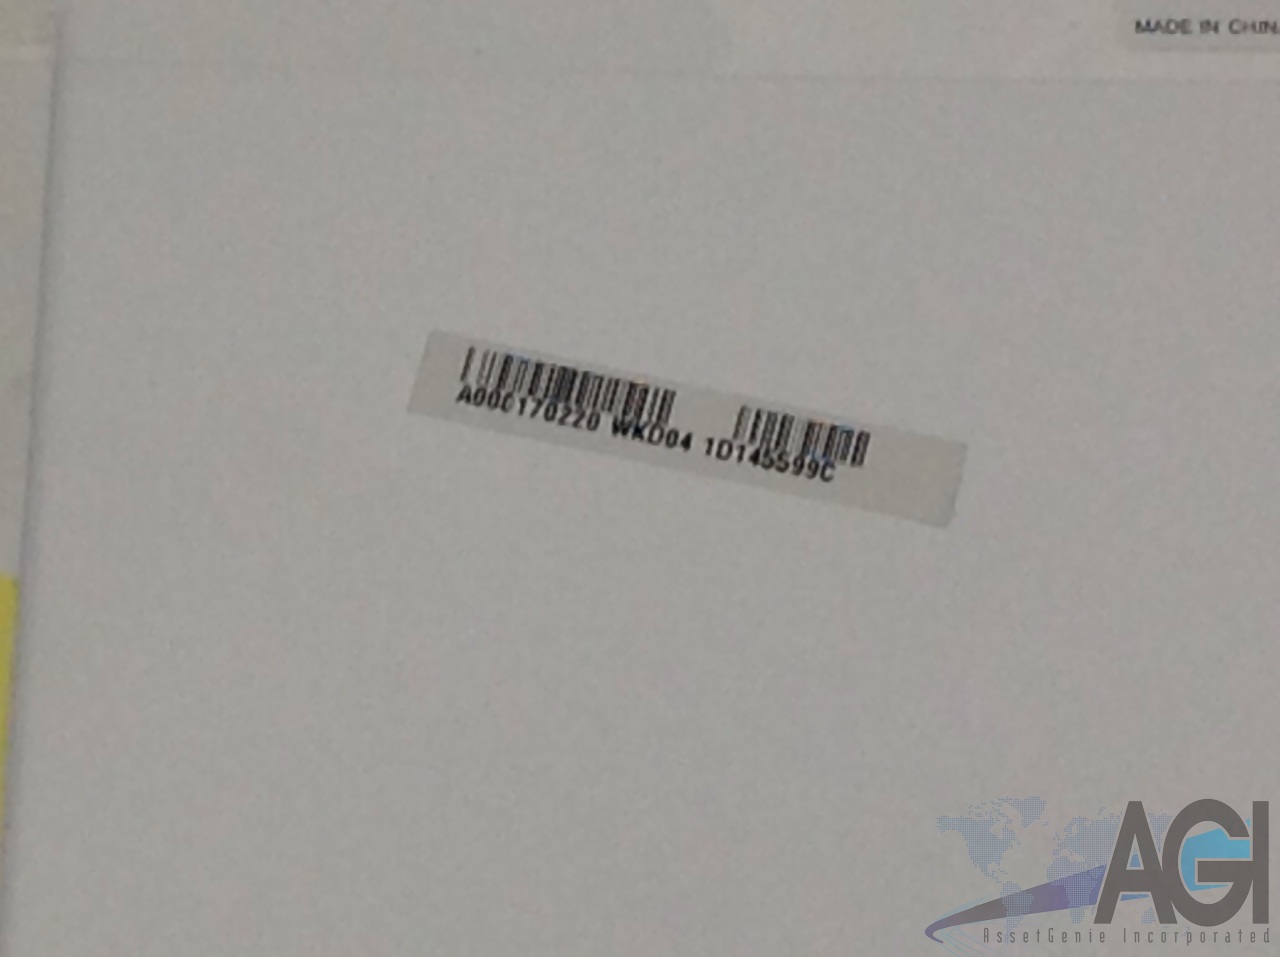 MADE IN CHIN
A000170220 WKD04 1D145599C
AGI
AssetGenie Incorporated